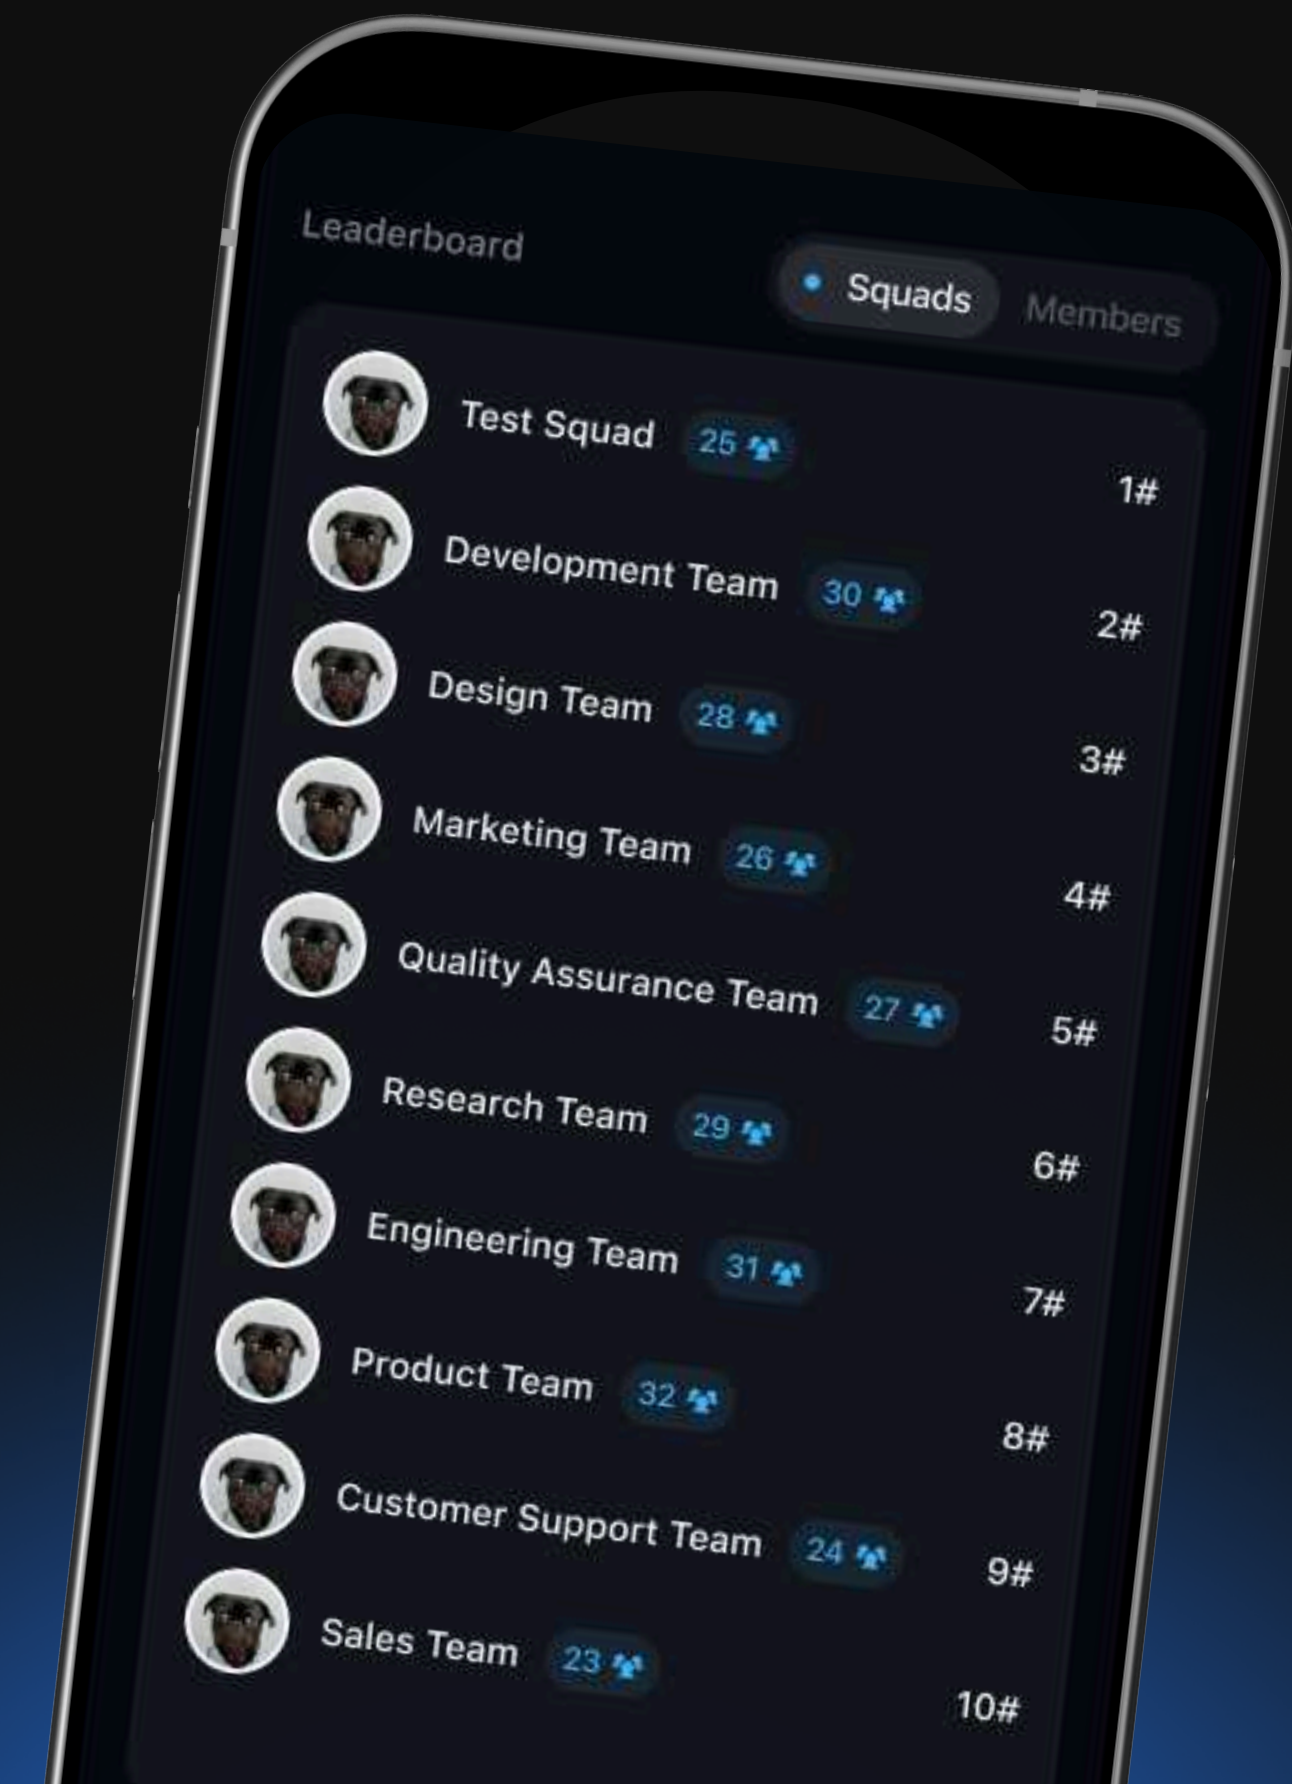 Leaderboard
Squads Members
Test Squad 25 1#
Development Team 30 2#
Design Team 28 3#
Marketing Team 26 4#
Quality Assurance Team 27 5#
Research Team 29 6#
Engineering Team 31 7#
Product Team 32 8#
Customer Support Team 24 9#
Sales Team 23 10#